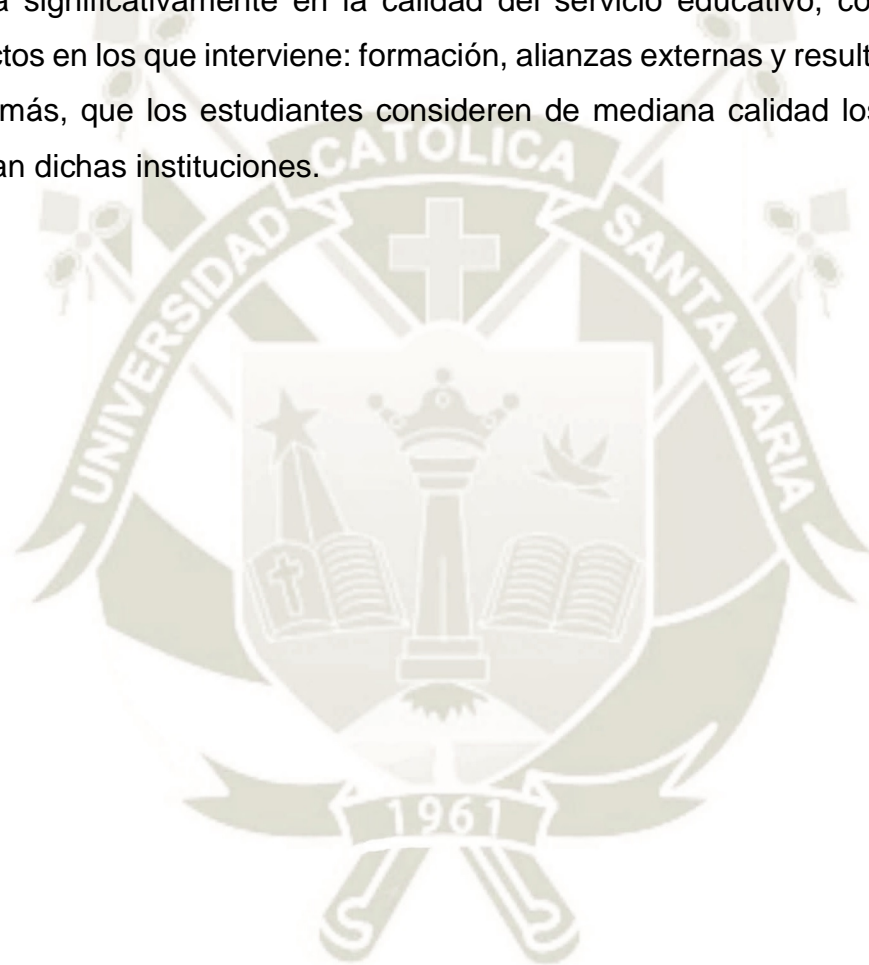 a significativamente en la calidad del servicio educativo, co
ctos en los que interviene: formación, alianzas externas y result
más, que los estudiantes consideren de mediana calidad los
an dichas instituciones.
UNIVERSIDAD CATOLICA SANTA MARIA
1961